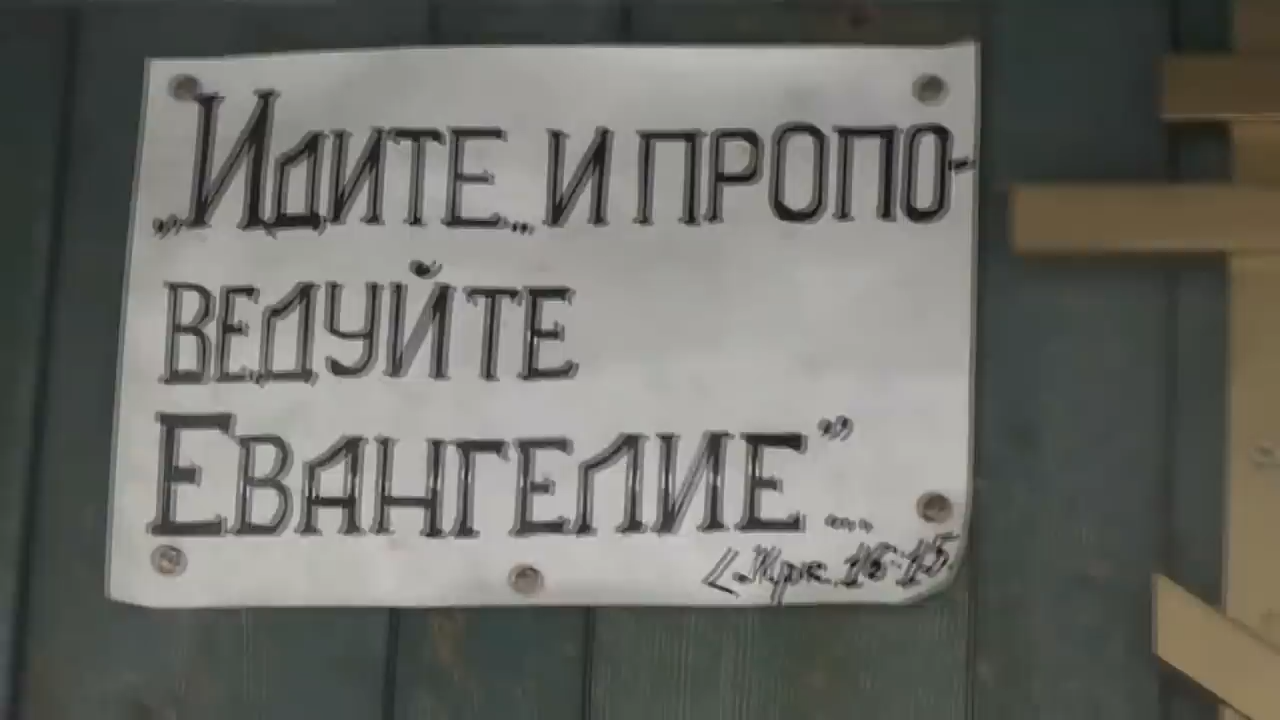 „Идите... и пропо-
ведуйте
Евангелие”...
<Мрк. 16-15.